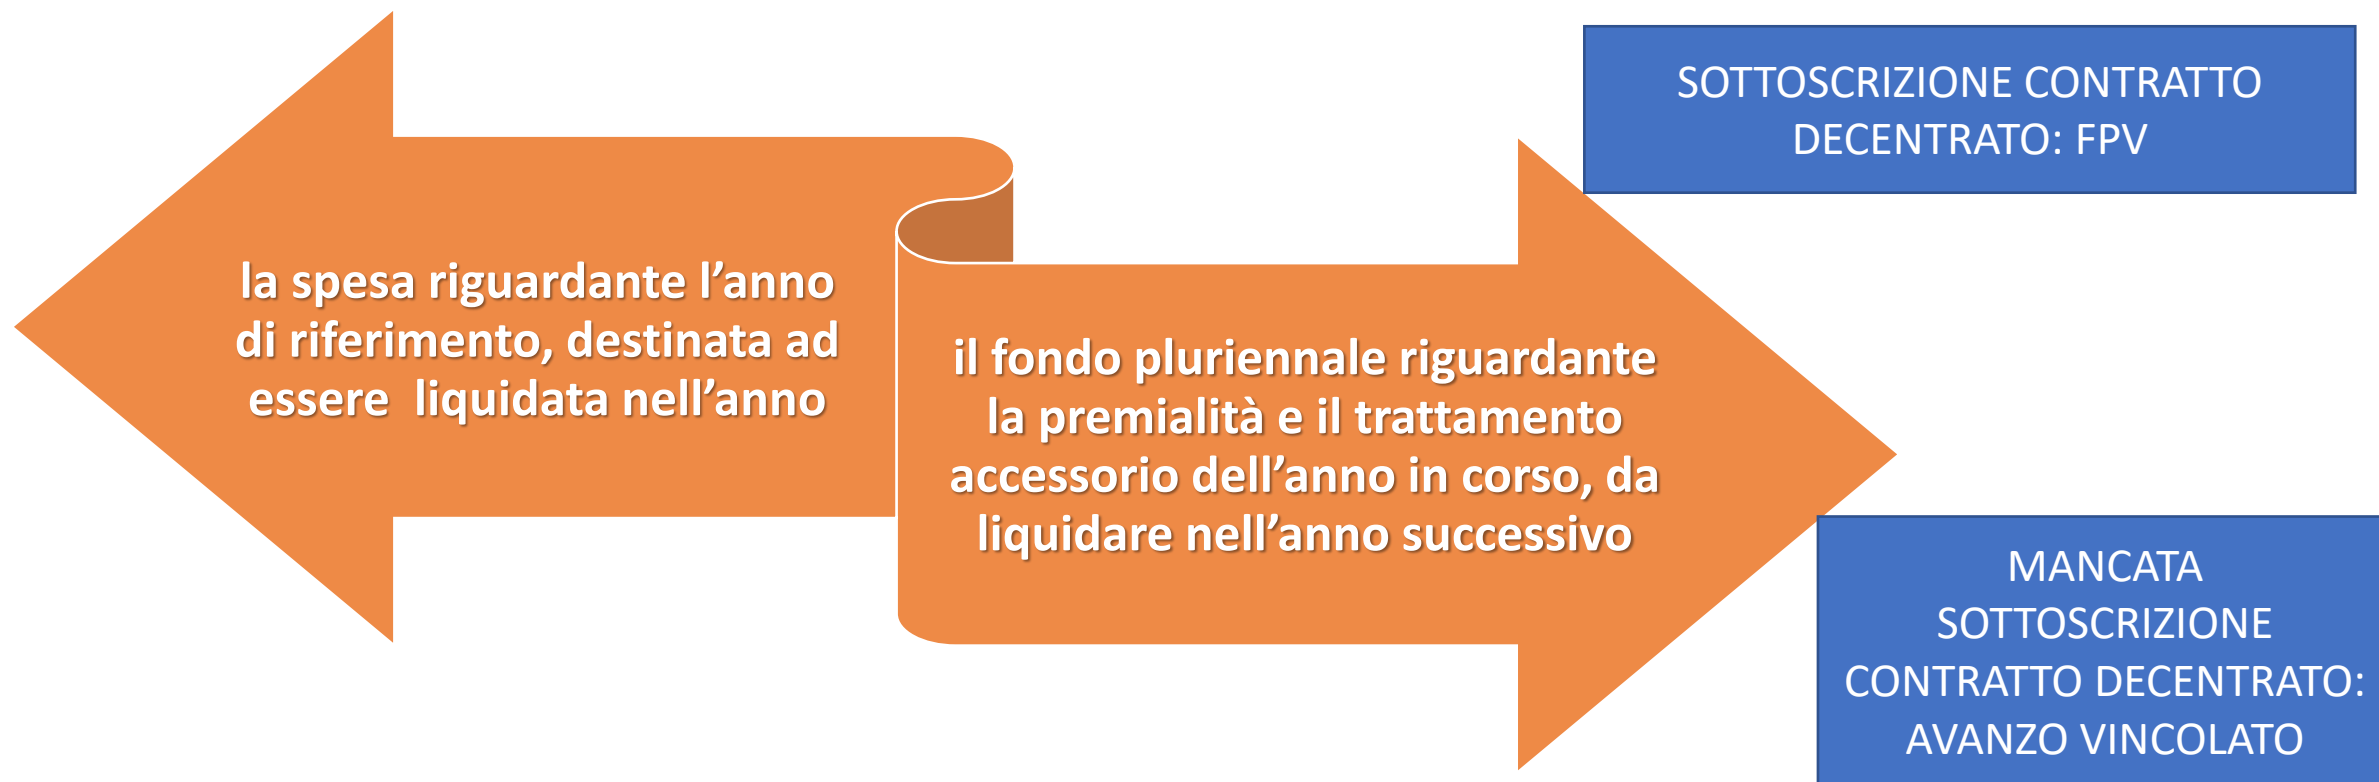 la spesa riguardante l’anno
di riferimento, destinata ad
essere  liquidata nell’anno
il fondo pluriennale riguardante
la premialità e il trattamento
accessorio dell’anno in corso, da
liquidare nell’anno successivo
SOTTOSCRIZIONE CONTRATTO
DECENTRATO: FPV
MANCATA
SOTTOSCRIZIONE
CONTRATTO DECENTRATO:
AVANZO VINCOLATO